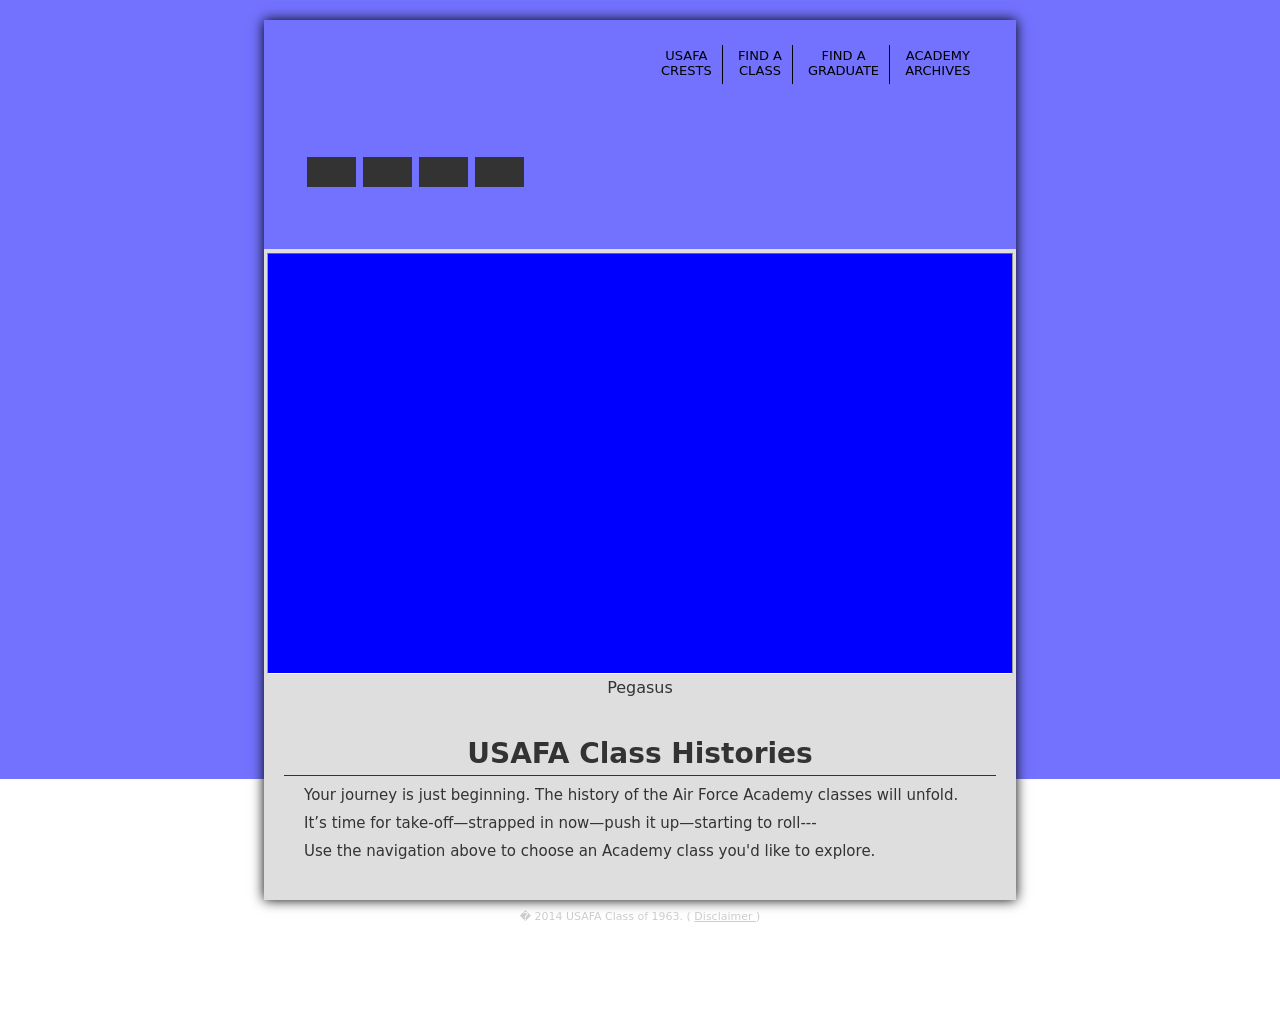 USAFA
CRESTS
FIND A
CLASS
FIND A
GRADUATE
ACADEMY
ARCHIVES
Pegasus
USAFA Class Histories
Your journey is just beginning. The history of the Air Force Academy classes will unfold.
It’s time for take-off—strapped in now—push it up—starting to roll---
Use the navigation above to choose an Academy class you'd like to explore.
� 2014 USAFA Class of 1963. ( Disclaimer )